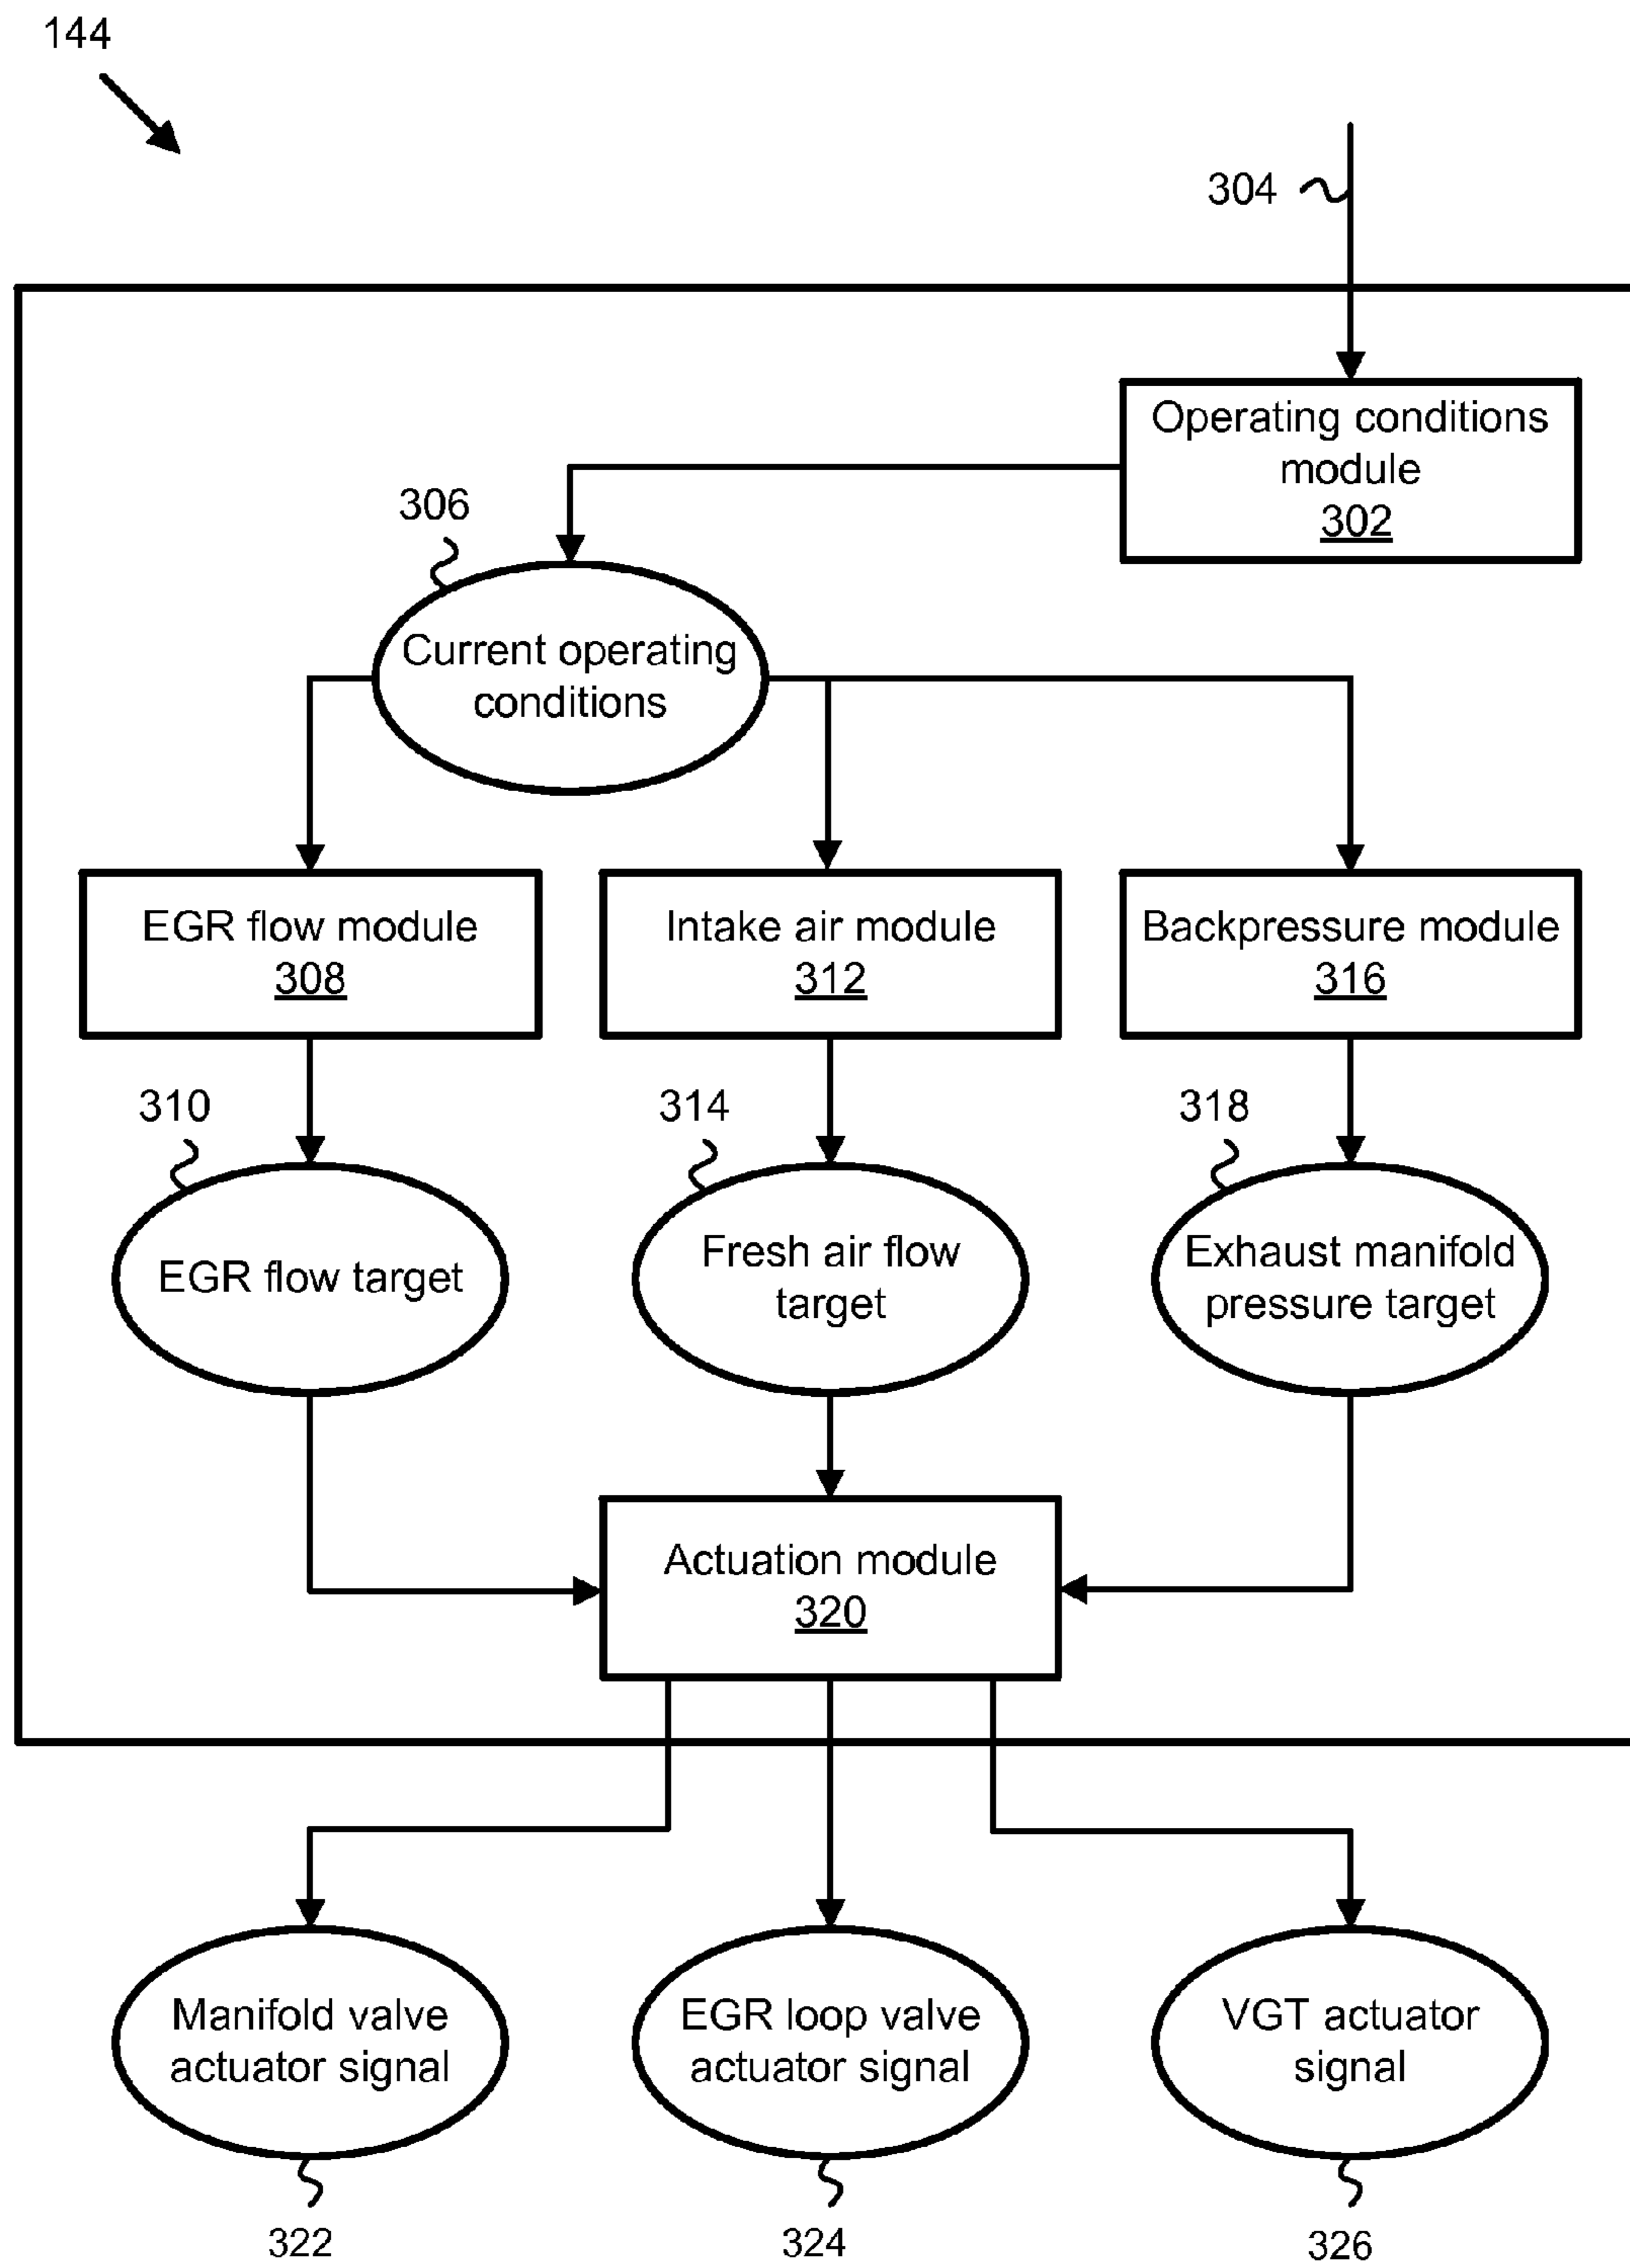 144
304
Operating conditions
module
302
306
Current operating
conditions
EGR flow module
308
Intake air module
312
Backpressure module
316
310
314
318
EGR flow target
Fresh air flow
target
Exhaust manifold
pressure target
Actuation module
320
Manifold valve
actuator signal
EGR loop valve
actuator signal
VGT actuator
signal
322
324
326